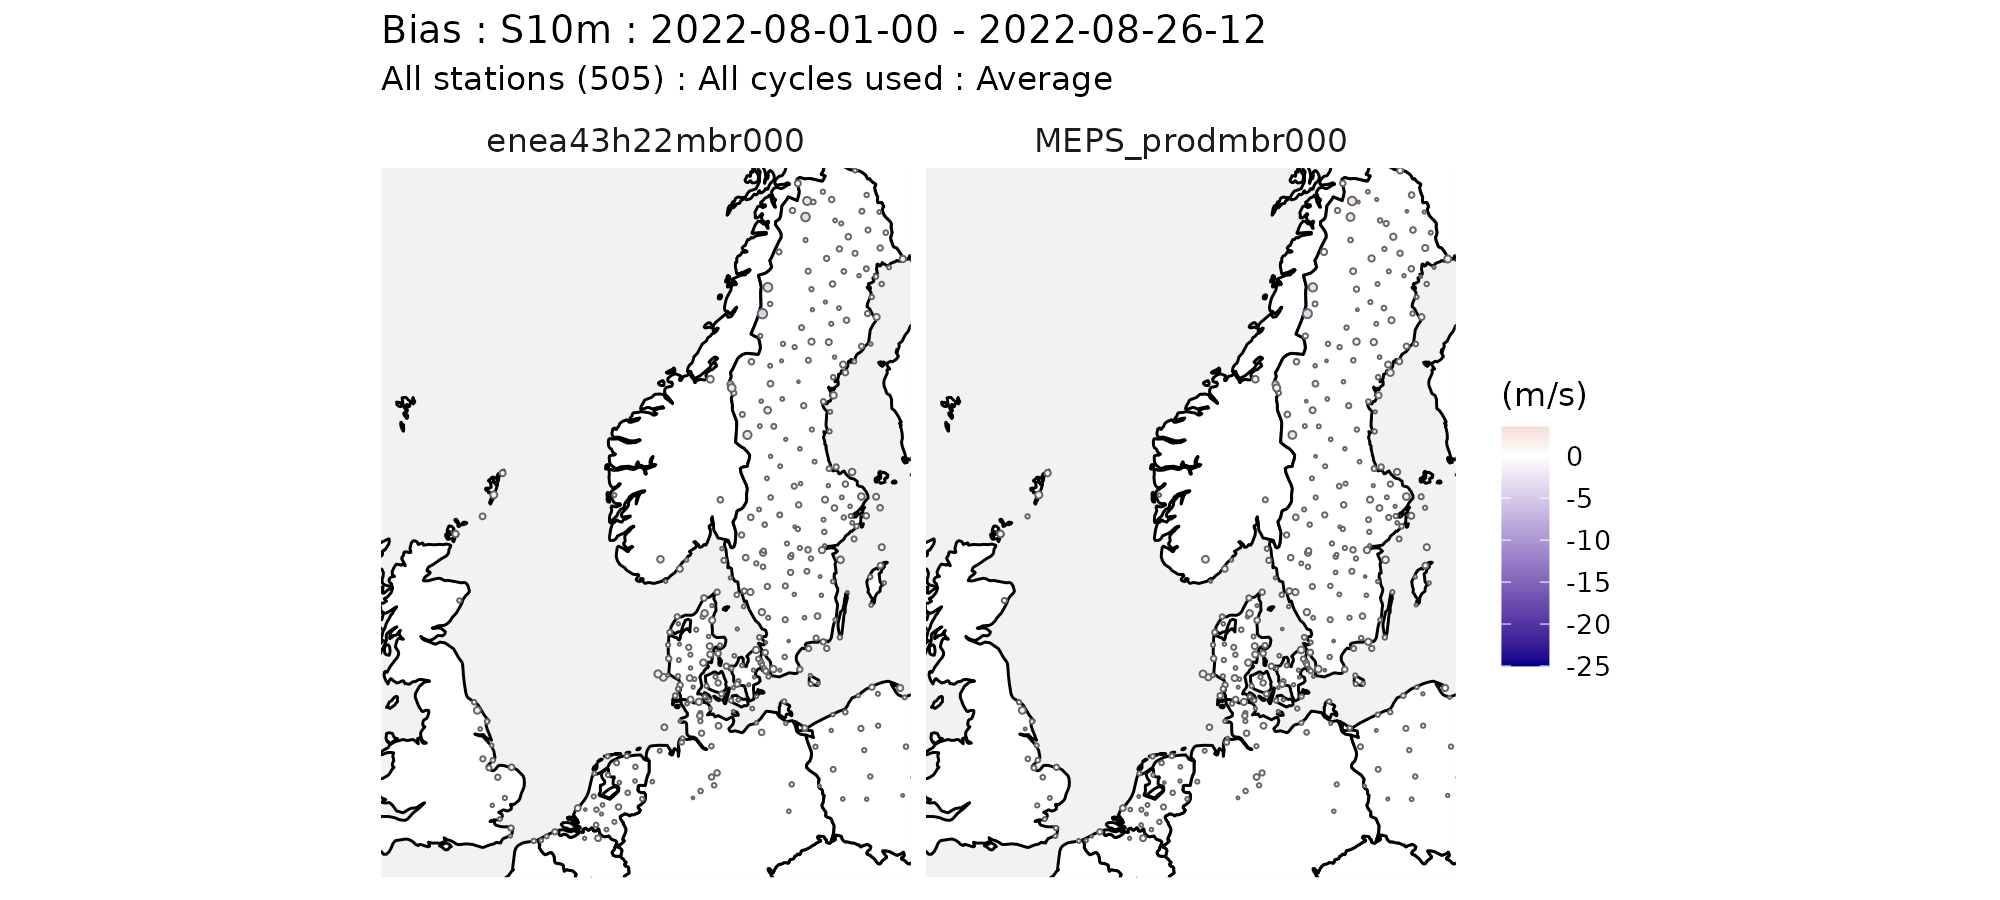 Bias : S10m : 2022-08-01-00 - 2022-08-26-12
All stations (505) : All cycles used : Average
enea43h22mbr000
MEPS_prodmbr000
(m/s)
0
-5
-10
-15
-20
-25